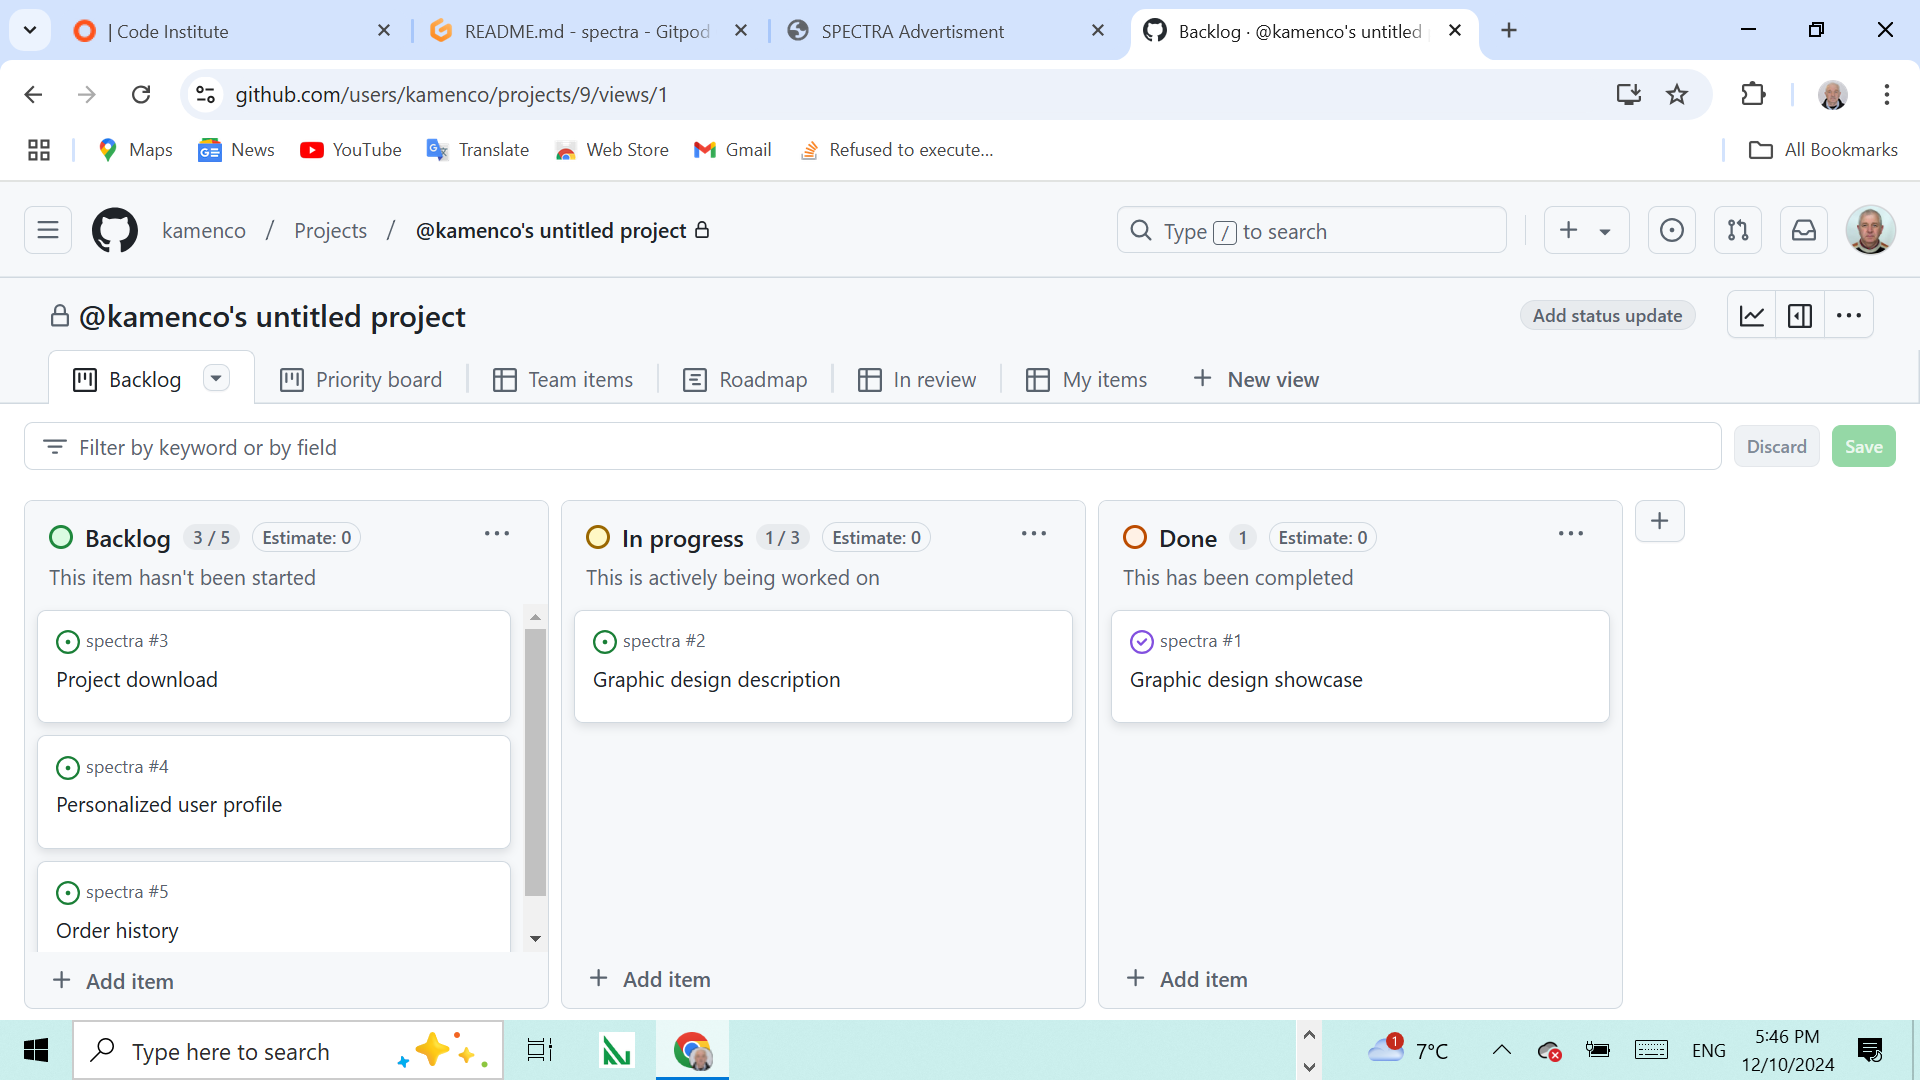 | Code Institute
README.md - spectra - Gitpod
SPECTRA Advertisment
Backlog · @kamenco's untitled
github.com/users/kamenco/projects/9/views/1
Maps
News
YouTube
Translate
Web Store
Gmail
Refused to execute...
All Bookmarks
kamenco / Projects / @kamenco's untitled project
Type / to search
@kamenco's untitled project
Add status update
Backlog
Priority board
Team items
Roadmap
In review
My items
New view
Filter by keyword or by field
Discard
Save
Backlog 3 / 5 Estimate: 0
This item hasn't been started
spectra #3
Project download
spectra #4
Personalized user profile
spectra #5
Order history
Add item
In progress 1 / 3 Estimate: 0
This is actively being worked on
spectra #2
Graphic design description
Add item
Done 1 Estimate: 0
This has been completed
spectra #1
Graphic design showcase
Add item
Type here to search
1
7°C
ENG
5:46 PM
12/10/2024